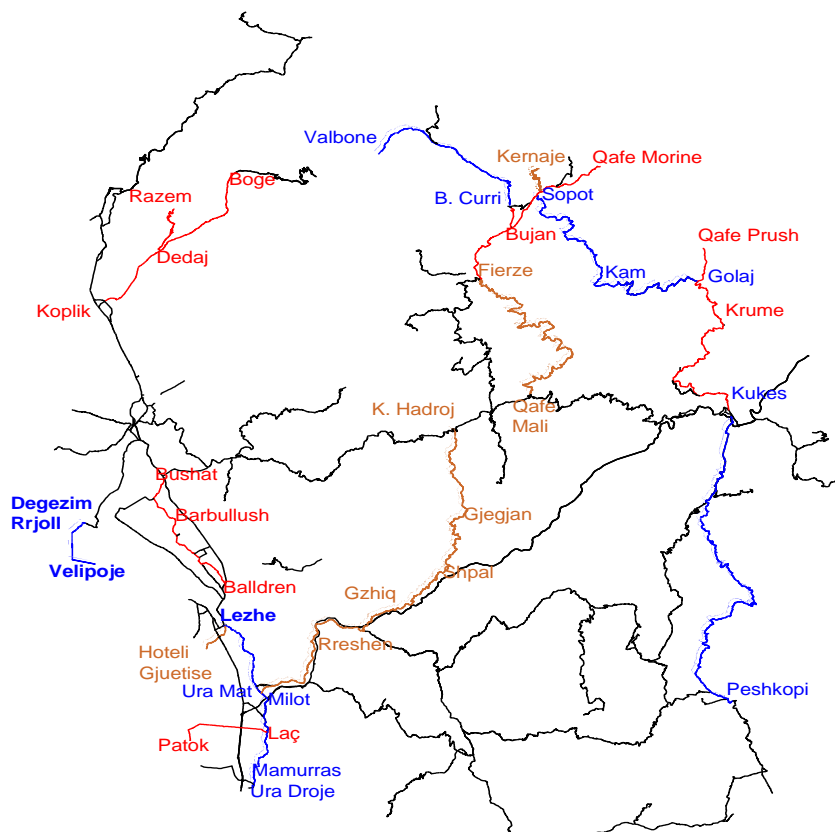 Valbone
Kernaje
Qafe Morine
Boge
Razem
B. Curri
Sopot
Bujan
Qafe Prush
Dedaj
Fierze
Kam
Golaj
Koplik
Krume
Kukes
K. Hadroj
Qafe
Mali
Bushat
Degezim
Rrjoll
Barbullush
Gjegjan
Velipoje
Shpal
Balldren
Gzhiq
Lezhe
Rreshen
Hoteli
Gjuetise
Ura Mat
Milot
Peshkopi
Patok
Laç
Mamurras
Ura Droje